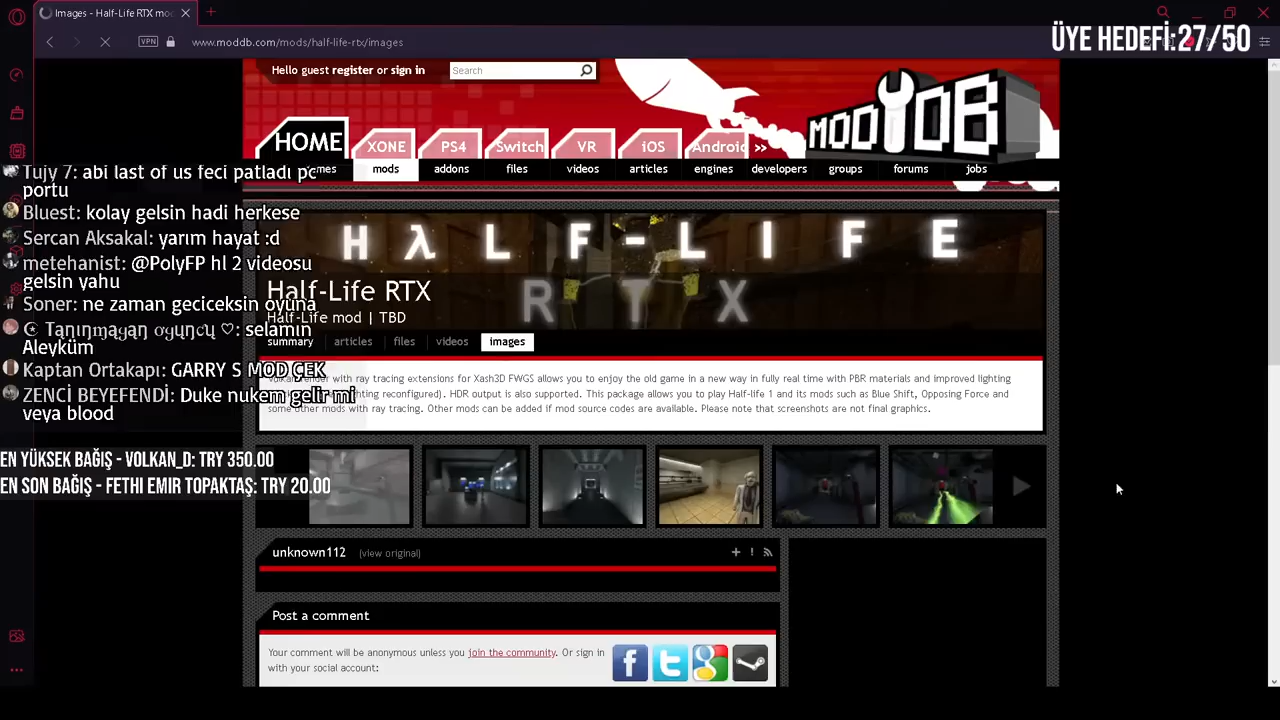 Images - Half-Life RTX mo
VPN
www.moddb.com/mods/half-life-rtx/images
ÜYE HEDEFİ:27/50
Hello guest register or sign in
Search
MODDB
HOME XONE PS4 Switch VR iOS Android >>
mes mods addons files videos articles engines developers groups forums jobs
HλLF-LIFE
RTX
Half-Life RTX
Half-Life mod | TBD
summary articles files videos images
render with ray tracing extensions for Xash3D FWGS allows you to enjoy the old game in a new way in fully real time with PBR materials and improved lighting
hting reconfigured). HDR output is also supported. This package allows you to play Half-life 1 and its mods such as Blue Shift, Opposing Force and
some other mods with ray tracing. Other mods can be added if mod source codes are available. Please note that screenshots are not final graphics.
Tujy 7: abi last of us feci patladı pc
portu
Bluest: kolay gelsin hadi herkese
Sercan Aksakal: yarım hayat :d
metehanist: @PolyFP hl 2 videosu
gelsin yahu
Soner: ne zaman geciceksin oyuna
☪ Tanınmaman oyuncu ♡: selamın
Aleyküm
Kaptan Ortakapı: GARRY S MOD ÇEK
ZENCİ BEYEFENDİ: Duke nukem gelir mi
veya blood
EN YÜKSEK BAĞIŞ - VOLKAN_D: TRY 350.00
EN SON BAĞIŞ - FETHI EMIR TOPAKTAŞ: TRY 20.00
unknown112 (view original)
Post a comment
Your comment will be anonymous unless you join the community. Or sign in
with your social account: